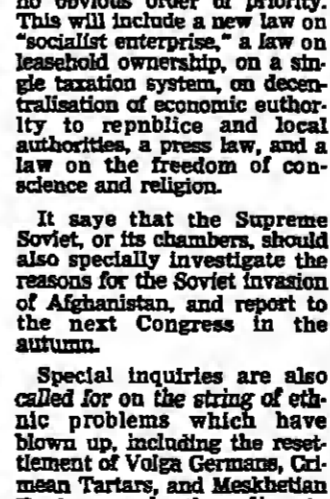 no obvious order of priority.
This will include a new law on
"socialist enterprise," a law on
leasehold ownership, on a sin-
gle taxation system, on decen-
tralisation of economic euthor-
ity to repnblice and local
authorities, a press law, and a
law on the freedom of con-
science and religion.
It saye that the Supreme
Soviet, or its chambers, should
also specially investigate the
reasons for the Soviet invasion
of Afghanistan, and report to
the next Congress in the
autumn.
Special inquiries are also
called for on the string of eth-
nic problems which have
blown up, including the reset-
tlement of Volga Germans, Cri-
mean Tartars, and Meskhetian